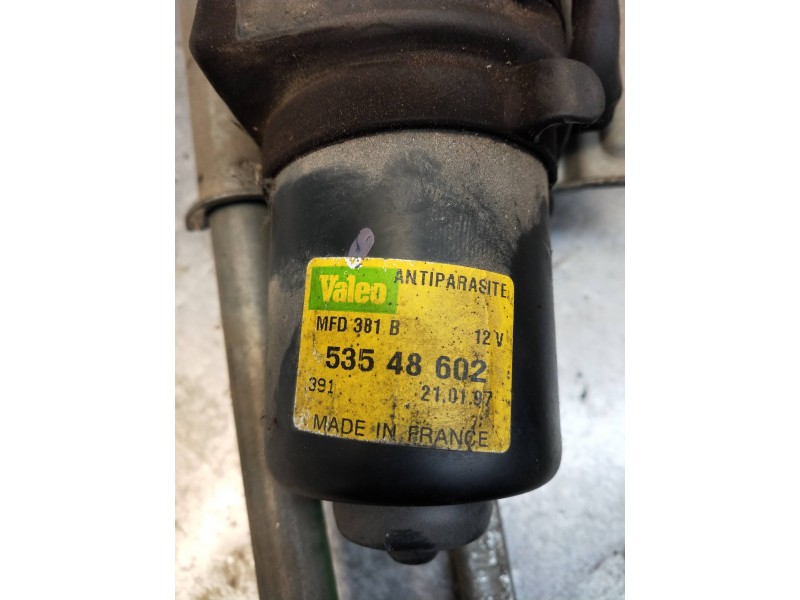 Valeo ANTIPARASITE
MFD 381 B 12 V
535 48 602
391 21.01.97
MADE IN FRANCE